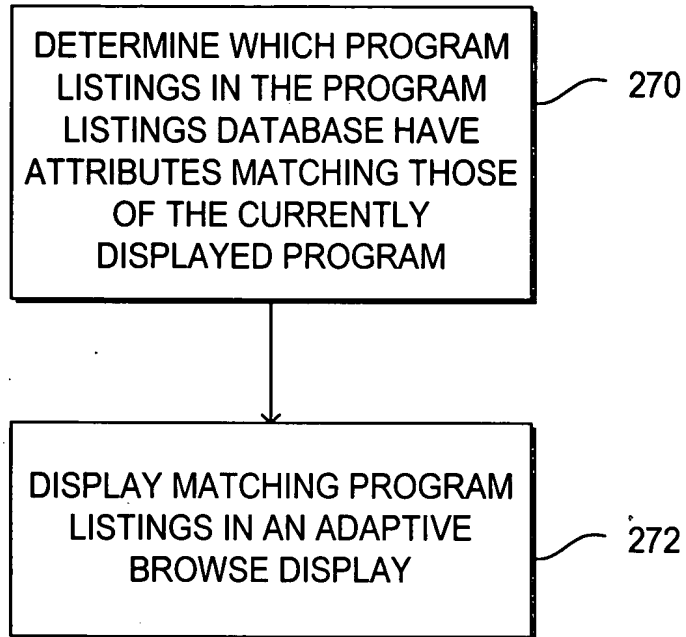 DETERMINE WHICH PROGRAM
LISTINGS IN THE PROGRAM
LISTINGS DATABASE HAVE
ATTRIBUTES MATCHING THOSE
OF THE CURRENTLY
DISPLAYED PROGRAM
270
DISPLAY MATCHING PROGRAM
LISTINGS IN AN ADAPTIVE
BROWSE DISPLAY
272